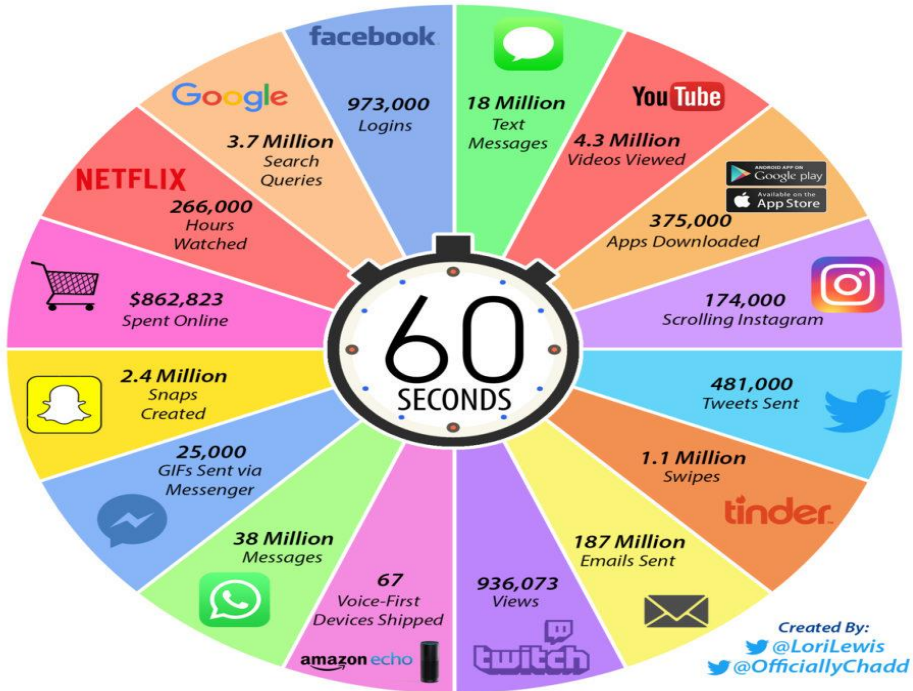 facebook
973,000
Logins
18 Million
Text
Messages
You Tube
4.3 Million
Videos Viewed
ANDROID APP ON
Google play
Available on the
App Store
375,000
Apps Downloaded
174,000
Scrolling Instagram
481,000
Tweets Sent
1.1 Million
Swipes
tinder
187 Million
Emails Sent
936,073
Views
twitch
67
Voice-First
Devices Shipped
amazon echo
38 Million
Messages
25,000
GIFs Sent via
Messenger
2.4 Million
Snaps
Created
$862,823
Spent Online
NETFLIX
266,000
Hours
Watched
Google
3.7 Million
Search
Queries
60
SECONDS
Created By:
@LoriLewis
@OfficiallyChadd